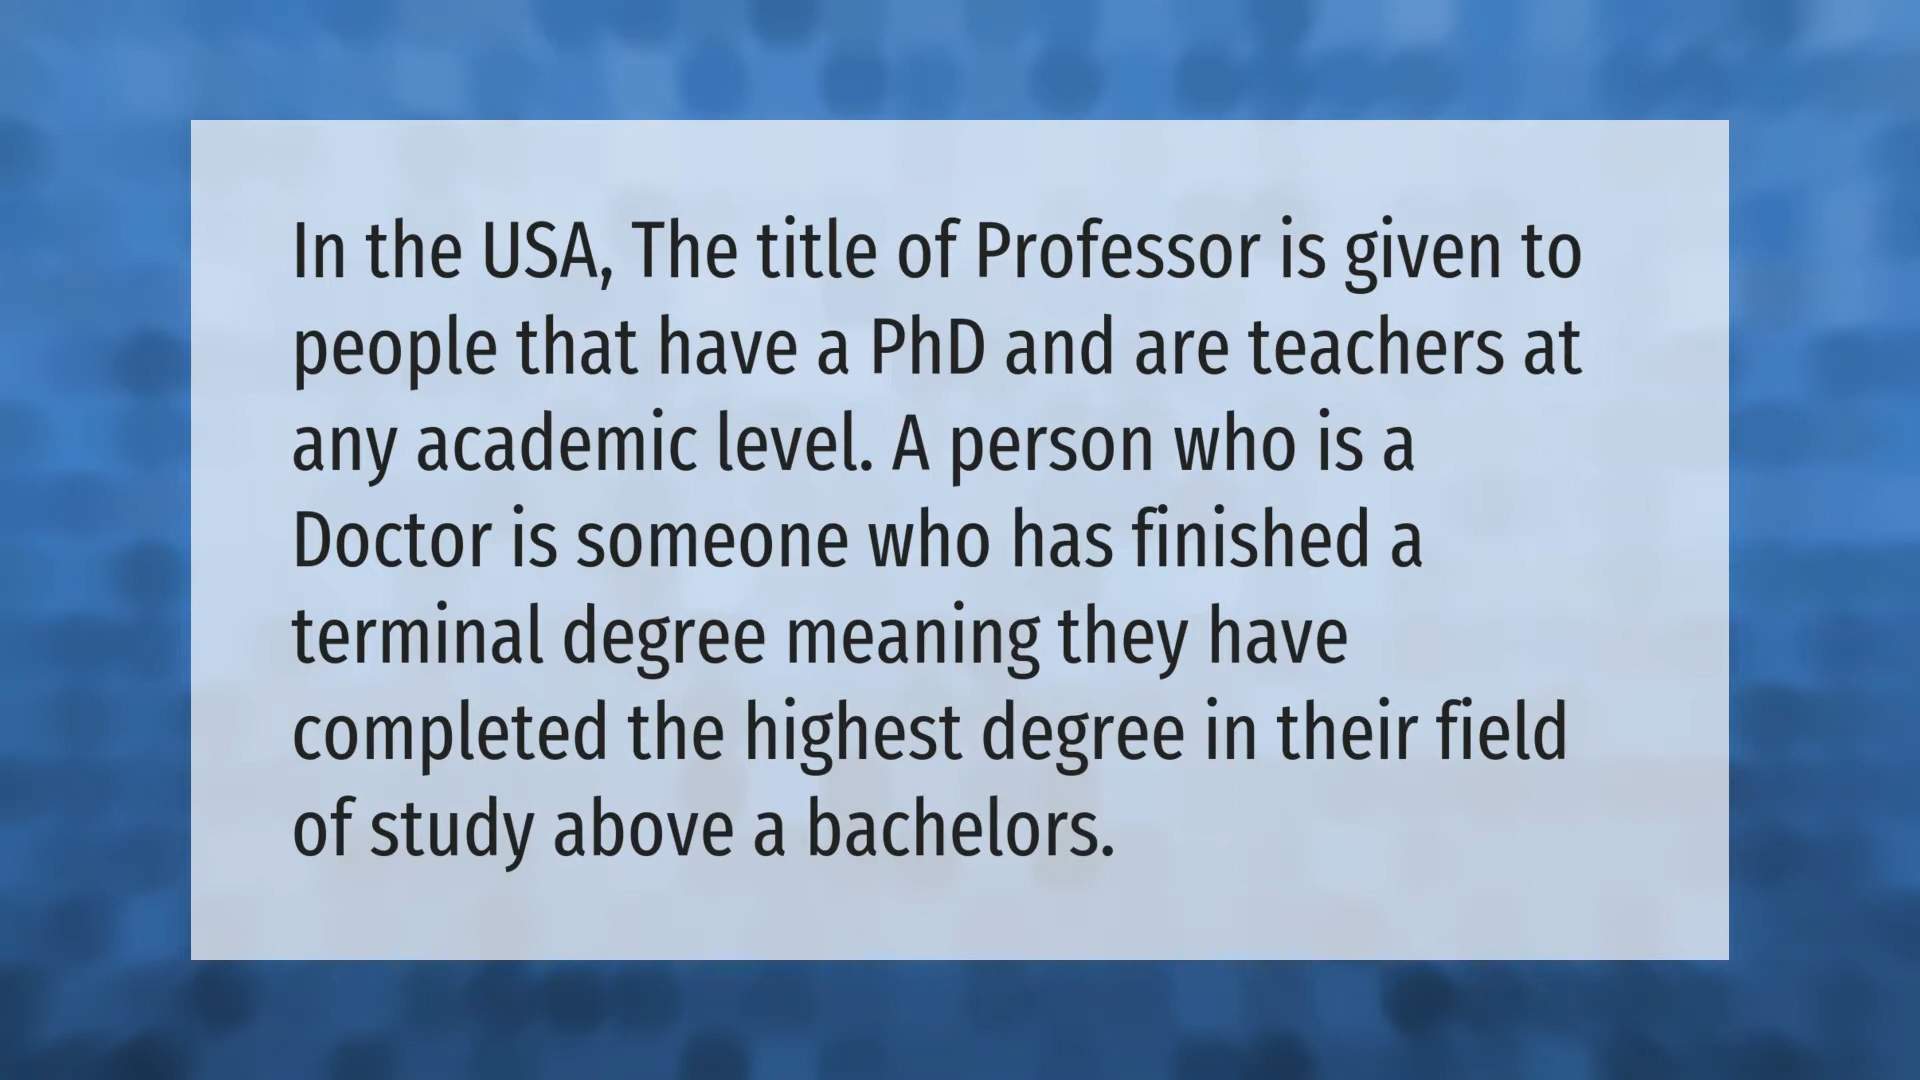 In the USA, The title of Professor is given to
people that have a PhD and are teachers at
any academic level. A person who is a
Doctor is someone who has finished a
terminal degree meaning they have
completed the highest degree in their field
of study above a bachelors.